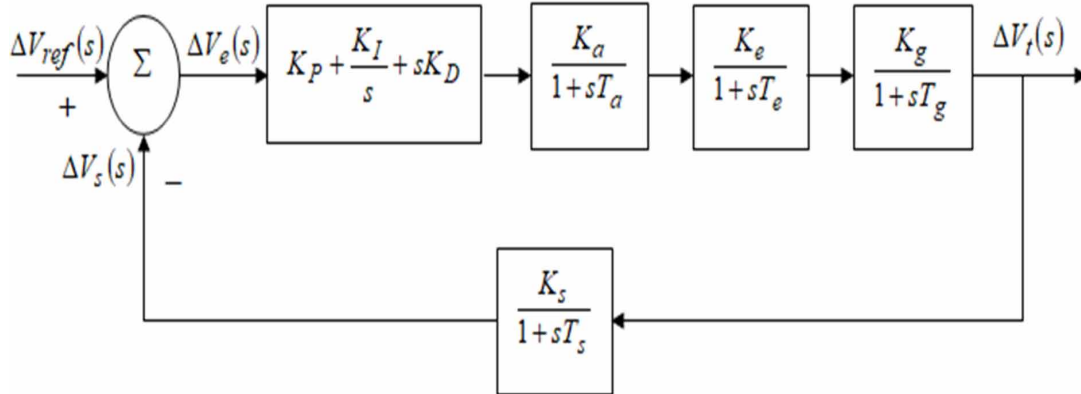 ΔV_ref(s)
+
Σ
ΔV_e(s)
K_P + K_I/s + sK_D
K_a/(1+sT_a)
K_e/(1+sT_e)
K_g/(1+sT_g)
ΔV_t(s)
ΔV_s(s)
−
K_s/(1+sT_s)